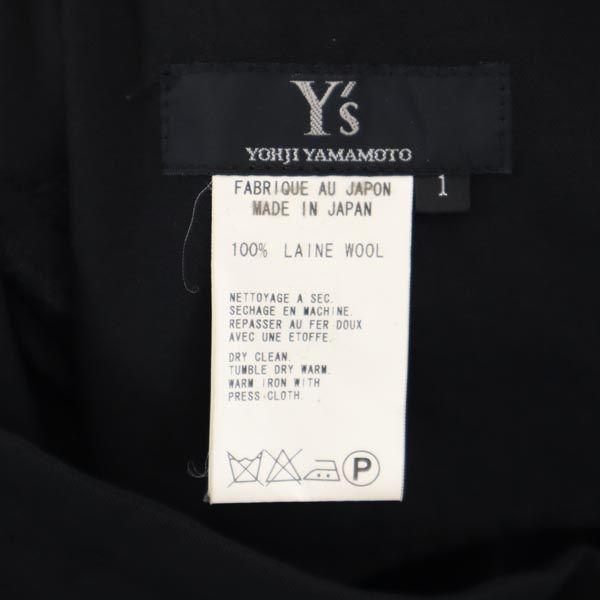 Y's
YOHJI YAMAMOTO
1
FABRIQUE AU JAPON
MADE IN JAPAN
100% LAINE WOOL
NETTOYAGE A SEC.
SECHAGE EN MACHINE.
REPASSER AU FER DOUX
AVEC UNE ETOFFE.
DRY CLEAN.
TUMBLE DRY WARM.
WARM IRON WITH
PRESS CLOTH.
P